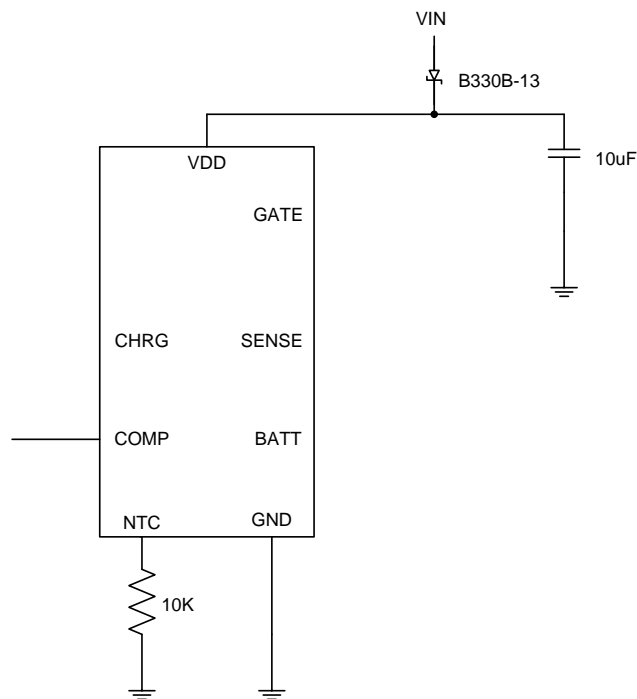 VIN
B330B-13
VDD
10uF
GATE
CHRG SENSE
COMP BATT
NTC GND
10K